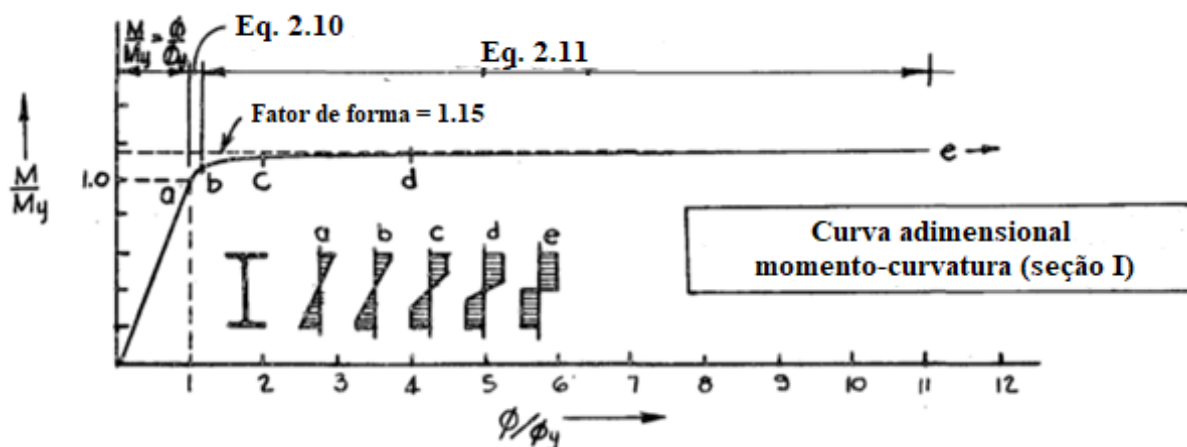 M/My = ϕ/ϕy
Eq. 2.10
Eq. 2.11
Fator de forma = 1.15
M/My
1.0
a b c d e
a b c d e
Curva adimensional
momento-curvatura (seção I)
1 2 3 4 5 6 7 8 9 10 11 12
ϕ/ϕy